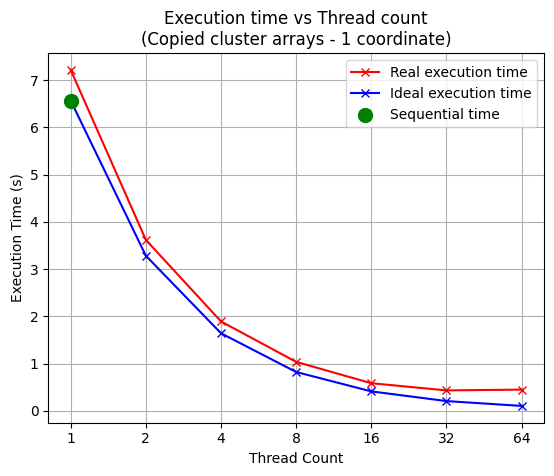 Execution time vs Thread count
(Copied cluster arrays - 1 coordinate)
Real execution time
Ideal execution time
Sequential time
Execution Time (s)
7
6
5
4
3
2
1
0
1 2 4 8 16 32 64
Thread Count